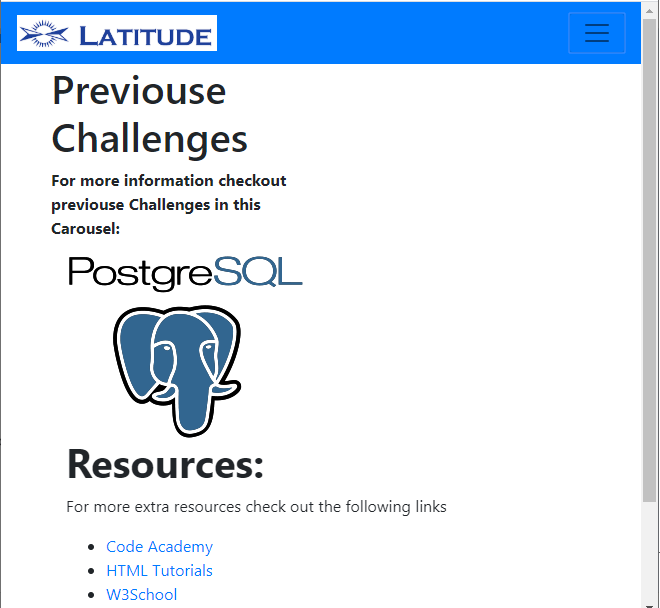 LATITUDE
Previouse
Challenges
For more information checkout
previouse Challenges in this
Carousel:
PostgreSQL
Resources:
For more extra resources check out the following links
Code Academy
HTML Tutorials
W3School